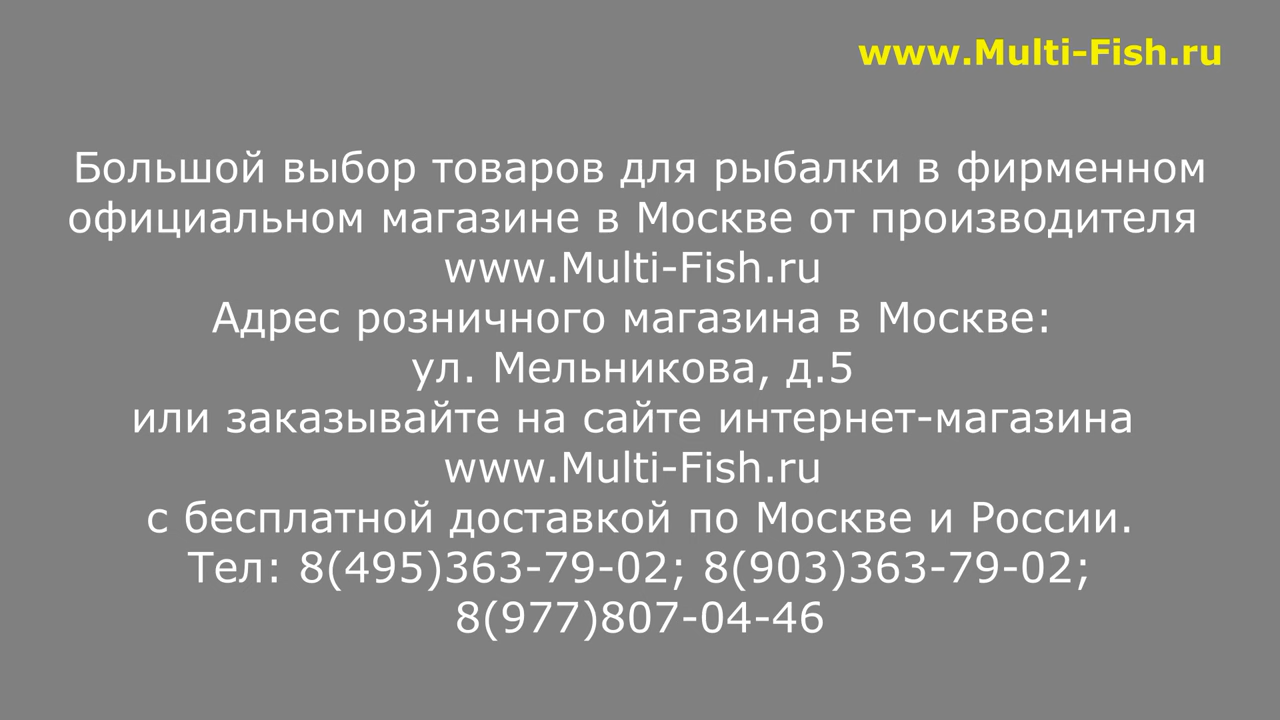 www.Multi-Fish.ru
Большой выбор товаров для рыбалки в фирменном
официальном магазине в Москве от производителя
www.Multi-Fish.ru
Адрес розничного магазина в Москве:
ул. Мельникова, д.5
или заказывайте на сайте интернет-магазина
www.Multi-Fish.ru
с бесплатной доставкой по Москве и России.
Тел: 8(495)363-79-02; 8(903)363-79-02;
8(977)807-04-46